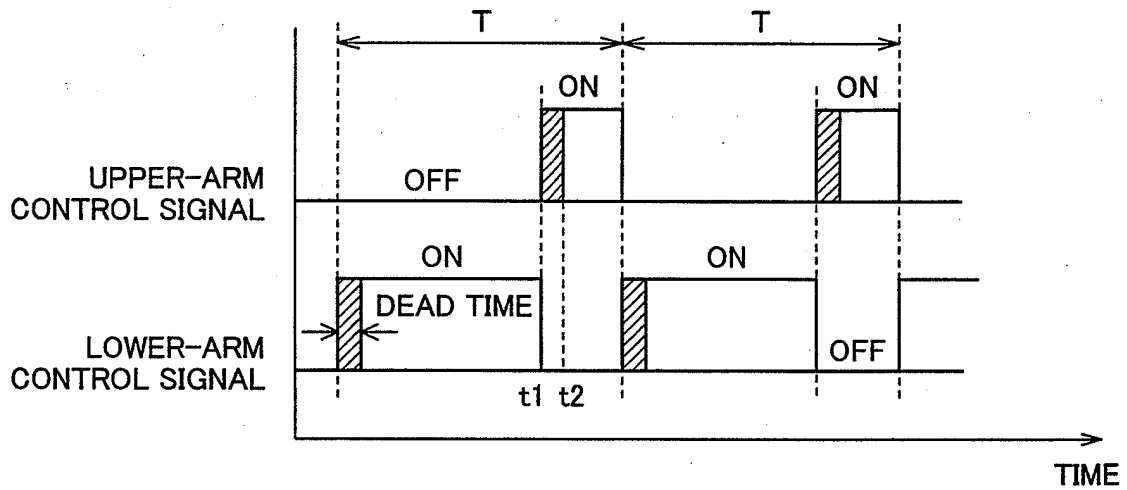 T
T
ON
ON
UPPER-ARM
CONTROL SIGNAL
OFF
ON
ON
DEAD TIME
LOWER-ARM
CONTROL SIGNAL
OFF
t1
t2
TIME